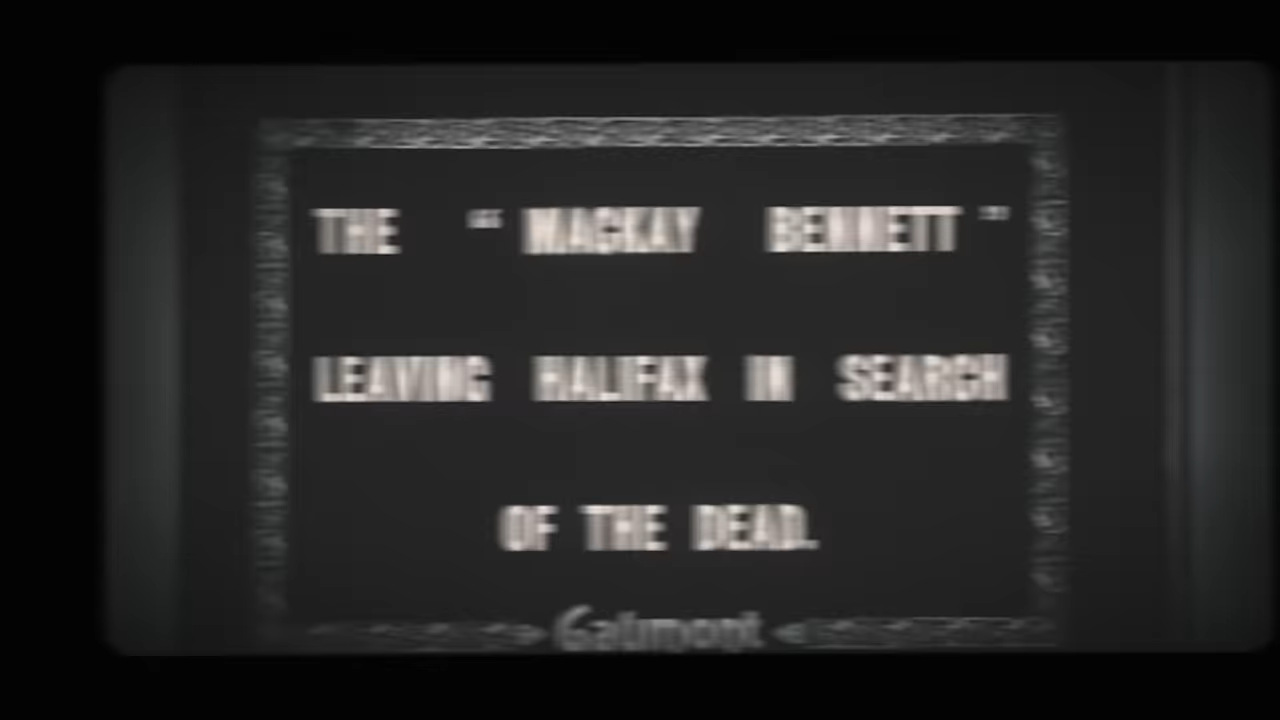 THE "MACKAY BENNETT"
LEAVING HALIFAX IN SEARCH
OF THE DEAD.
Gaumont